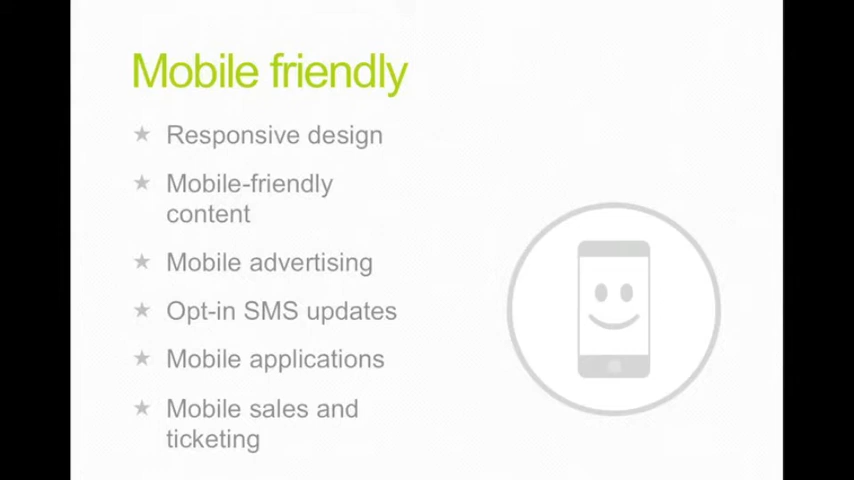 Mobile friendly
Responsive design
Mobile-friendly
content
Mobile advertising
Opt-in SMS updates
Mobile applications
Mobile sales and
ticketing